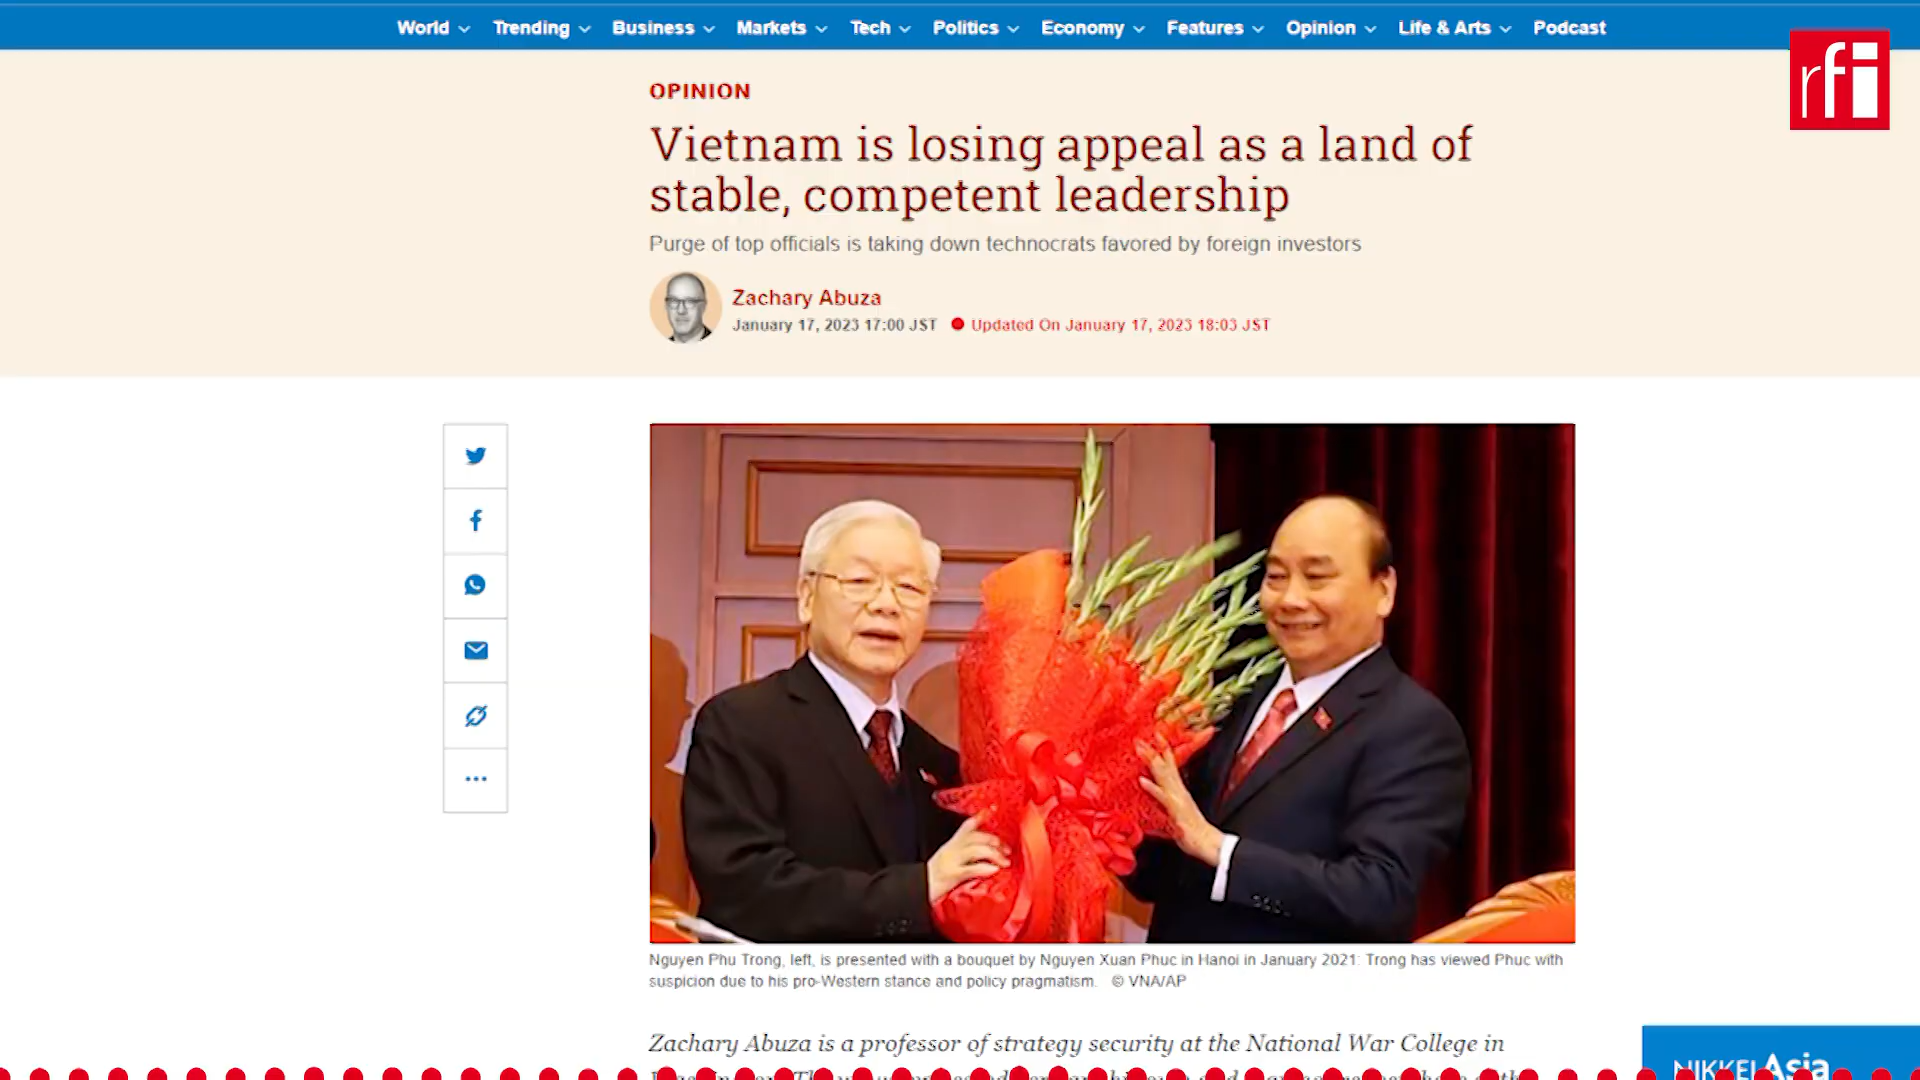 World Trending Business Markets Tech Politics Economy Features Opinion Life & Arts Podcast
rfi
OPINION
Vietnam is losing appeal as a land of
stable, competent leadership
Purge of top officials is taking down technocrats favored by foreign investors
Zachary Abuza
January 17, 2023 17:00 JST Updated On January 17, 2023 18:03 JST
Nguyen Phu Trong, left, is presented with a bouquet by Nguyen Xuan Phuc in Hanoi in January 2021: Trong has viewed Phuc with
suspicion due to his pro-Western stance and policy pragmatism. © VNA/AP
Zachary Abuza is a professor of strategy security at the National War College in
NIKKEI Asia